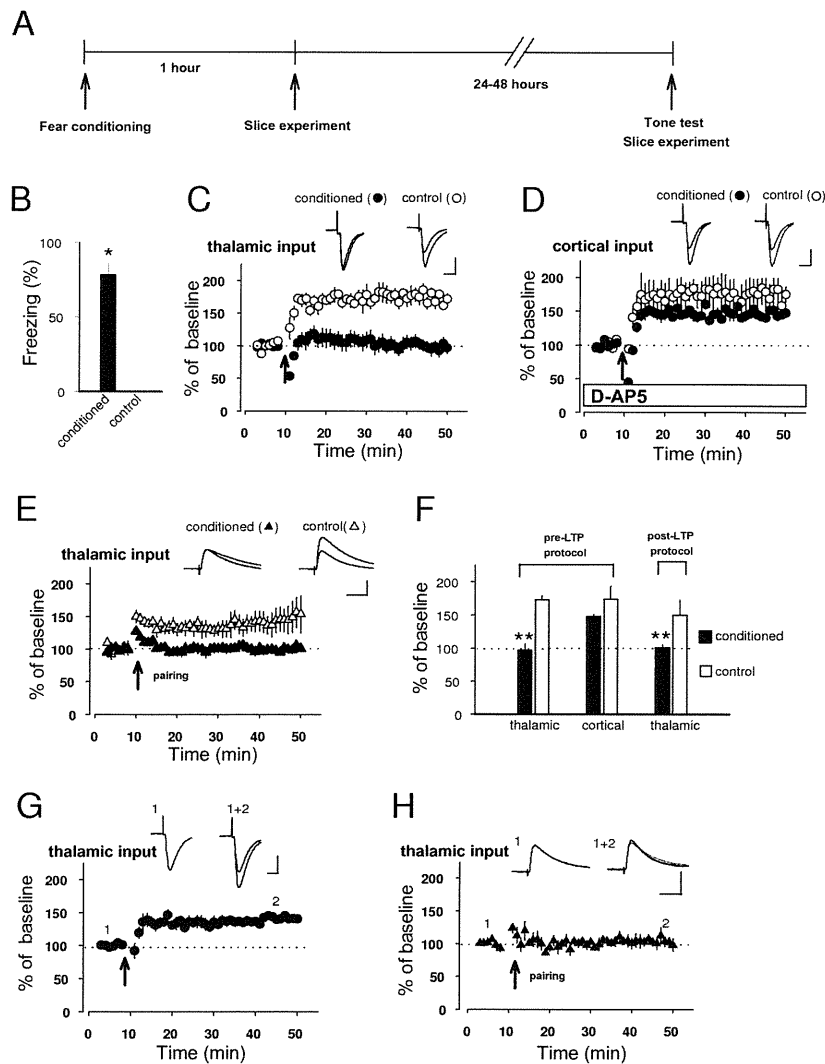 A
1 hour
24-48 hours
Fear conditioning
Slice experiment
Tone test
Slice experiment
B
Freezing (%)
100
50
0
*
conditioned
control
C
conditioned (●) control (○)
thalamic input
% of baseline
200
150
100
50
0
0 10 20 30 40 50
Time (min)
D
conditioned (●) control (○)
cortical input
% of baseline
200
150
100
50
0
D-AP5
0 10 20 30 40 50
Time (min)
E
conditioned (▲) control(△)
thalamic input
% of baseline
200
150
100
50
0
pairing
0 10 20 30 40 50
Time (min)
F
pre-LTP
protocol
post-LTP
protocol
% of baseline
200
150
100
50
0
**
**
conditioned
control
thalamic cortical thalamic
G
1 1+2
thalamic input
% of baseline
200
150
100
50
0
1 2
0 10 20 30 40 50
Time (min)
H
thalamic input
1 1+2
% of baseline
200
150
100
50
0
1 2
pairing
0 10 20 30 40 50
Time (min)